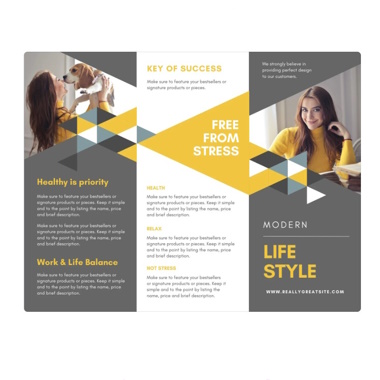 Healthy is priority
Make sure to feature your bestsellers or
signature products or pieces. Keep it simple
and to the point by listing the name, price
and brief description.
Make sure to feature your bestsellers or
signature products or pieces. Keep it simple
and to the point by listing the name, price
and brief description.
Work & Life Balance
Make sure to feature your bestsellers or
signature products or pieces. Keep it simple
and to the point by listing the name, price
and brief description.
KEY OF SUCCESS
Make sure to feature your bestsellers or
signature products or pieces.
FREE
FROM
STRESS
HEALTH
Make sure to feature your bestsellers or
signature products or pieces. Keep it simple
and to the point by listing the name, price
and brief description.
RELAX
Make sure to feature your bestsellers or
signature products or pieces. Keep it simple
and to the point by listing the name, price
and brief description.
NOT STRESS
Make sure to feature your bestsellers
or signature products or pieces. Keep it
simple and to the point by listing the
name, price and brief description.
We strongly believe in
providing perfect design
to our customers.
MODERN
LIFE
STYLE
WWW.REALLYGREATSITE.COM